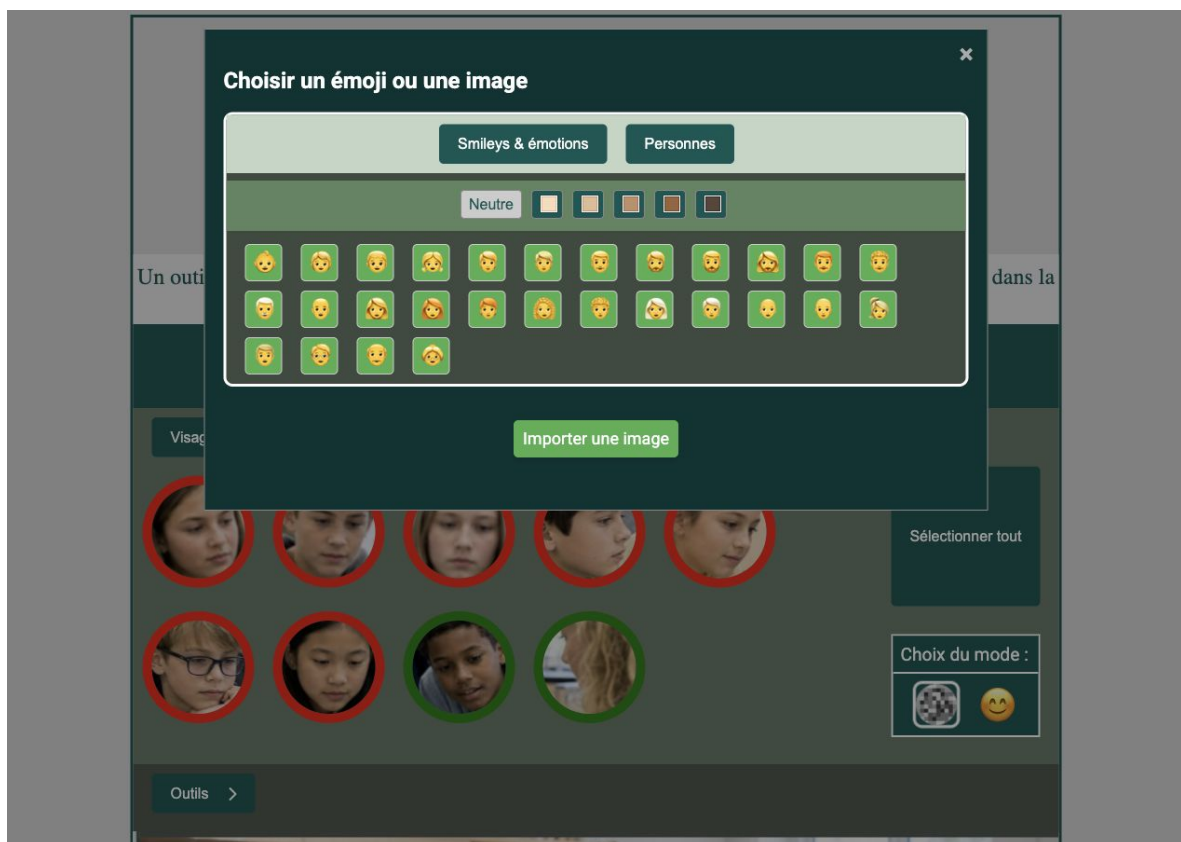 ×
Choisir un émoji ou une image
Smileys & émotions
Personnes
Neutre
Un outi
dans la
Importer une image
Visag
Sélectionner tout
Choix du mode :
Outils >